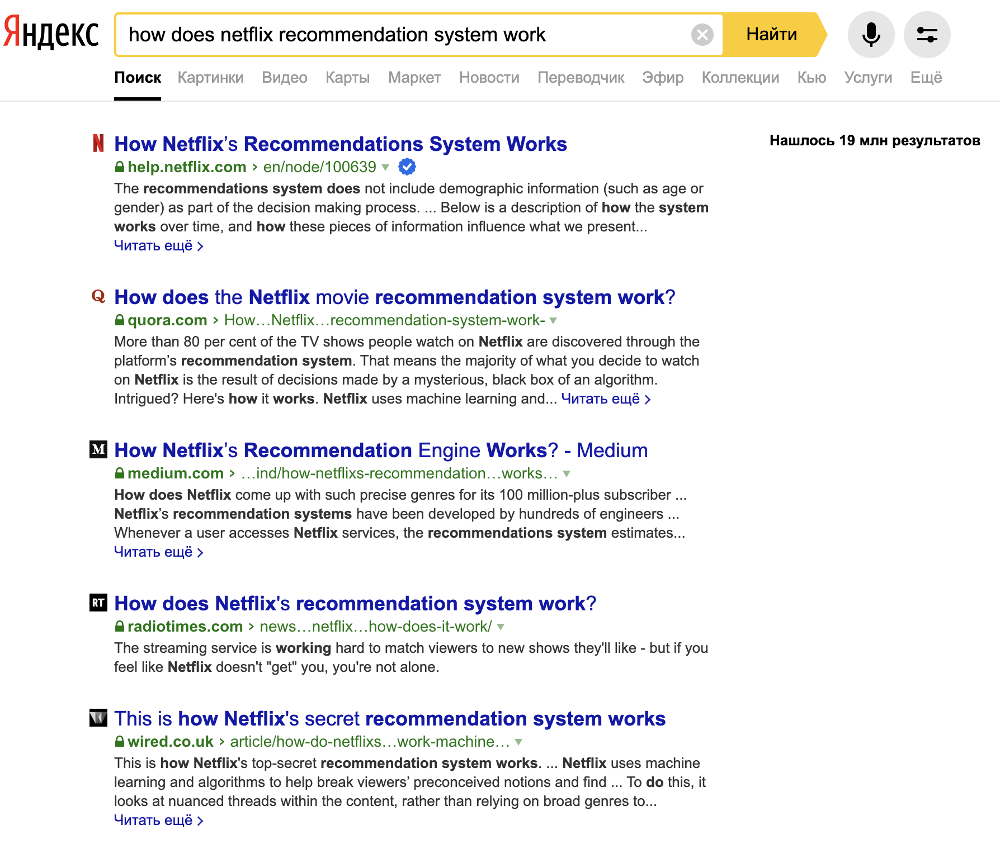 Яндекс
how does netflix recommendation system work
Найти
Поиск Картинки Видео Карты Маркет Новости Переводчик Эфир Коллекции Кью Услуги Ещё
Нашлось 19 млн результатов
How Netflix’s Recommendations System Works
help.netflix.com › en/node/100639
The recommendations system does not include demographic information (such as age or
gender) as part of the decision making process. ... Below is a description of how the system
works over time, and how these pieces of information influence what we present...
Читать ещё >
Q How does the Netflix movie recommendation system work?
quora.com › How…Netflix…recommendation-system-work-
More than 80 per cent of the TV shows people watch on Netflix are discovered through the
platform’s recommendation system. That means the majority of what you decide to watch
on Netflix is the result of decisions made by a mysterious, black box of an algorithm.
Intrigued? Here's how it works. Netflix uses machine learning and... Читать ещё >
M How Netflix’s Recommendation Engine Works? - Medium
medium.com › …ind/how-netflixs-recommendation…works…
How does Netflix come up with such precise genres for its 100 million-plus subscriber ...
Netflix’s recommendation systems have been developed by hundreds of engineers ...
Whenever a user accesses Netflix services, the recommendations system estimates...
Читать ещё >
RT How does Netflix's recommendation system work?
radiotimes.com › news…netflix…how-does-it-work/
The streaming service is working hard to match viewers to new shows they'll like - but if you
feel like Netflix doesn't "get" you, you're not alone.
This is how Netflix's secret recommendation system works
wired.co.uk › article/how-do-netflixs…work-machine…
This is how Netflix's top-secret recommendation system works. ... Netflix uses machine
learning and algorithms to help break viewers’ preconceived notions and find ... To do this, it
looks at nuanced threads within the content, rather than relying on broad genres to...
Читать ещё >